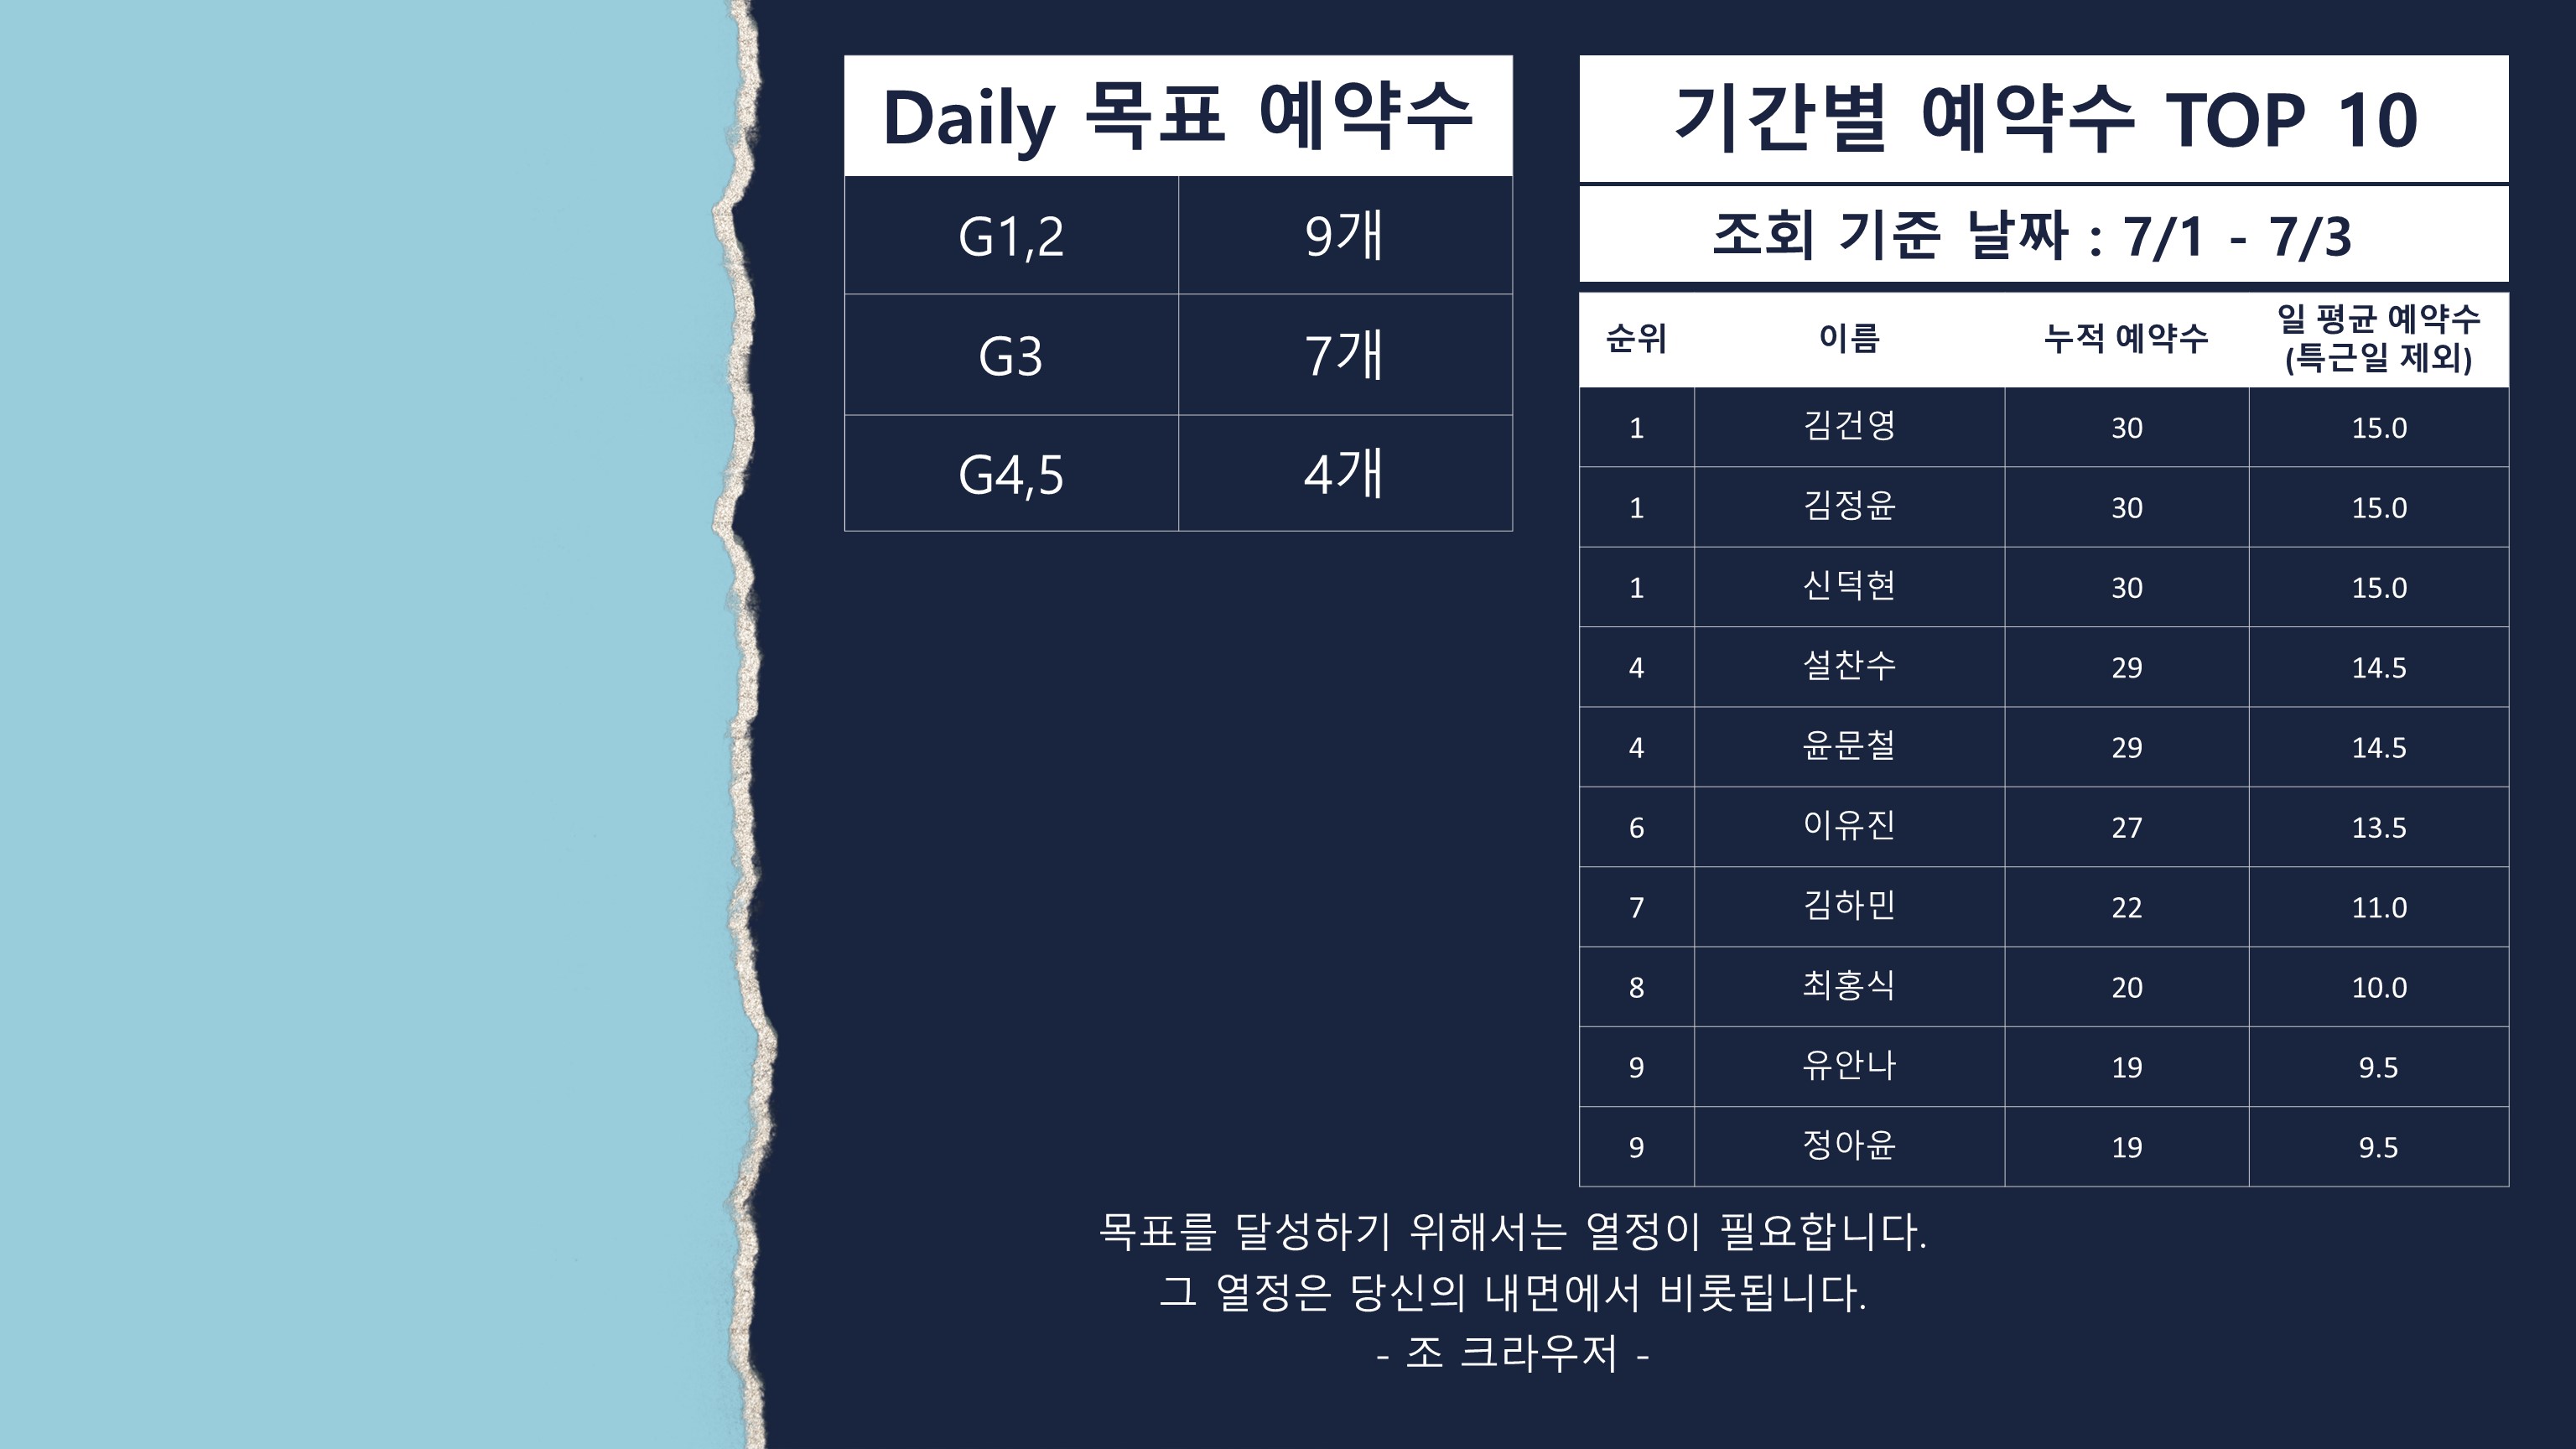 Daily 목표 예약수
G1,2 9개
G3 7개
G4,5 4개
기간별 예약수 TOP 10
조회 기준 날짜 : 7/1 - 7/3
순위 이름 누적 예약수 일 평균 예약수
(특근일 제외)
1 김건영 30 15.0
1 김정윤 30 15.0
1 신덕현 30 15.0
4 설찬수 29 14.5
4 윤문철 29 14.5
6 이유진 27 13.5
7 김하민 22 11.0
8 최홍식 20 10.0
9 유안나 19 9.5
9 정아윤 19 9.5
목표를 달성하기 위해서는 열정이 필요합니다.
그 열정은 당신의 내면에서 비롯됩니다.
- 조 크라우저 -